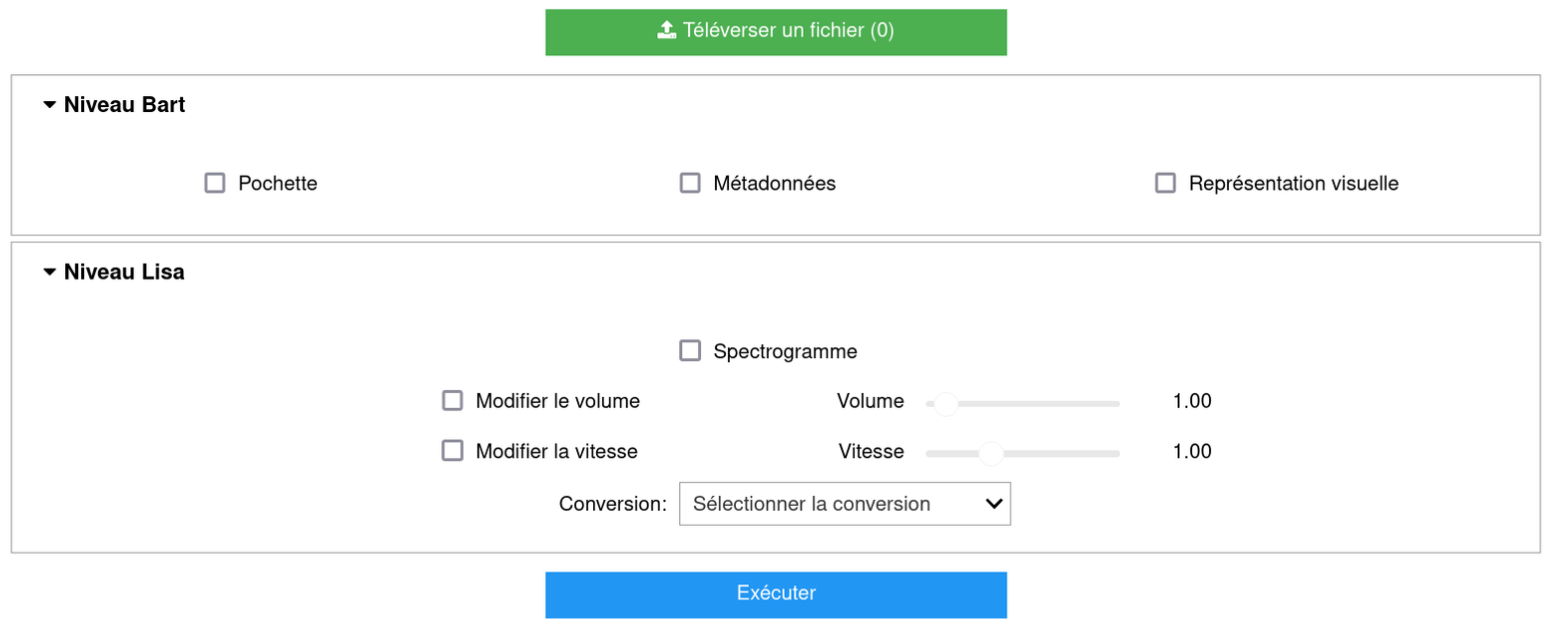 Téléverser un fichier (0)
Niveau Bart
Pochette Métadonnées Représentation visuelle
Niveau Lisa
Spectrogramme
Modifier le volume Volume 1.00
Modifier la vitesse Vitesse 1.00
Conversion: Sélectionner la conversion
Exécuter